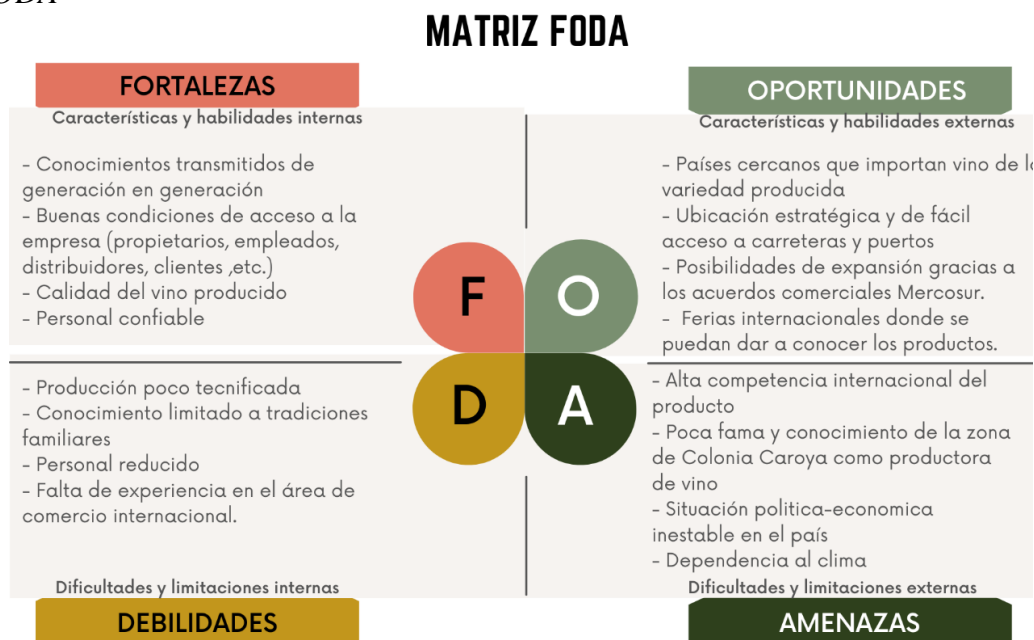 MATRIZ FODA
FORTALEZAS
Características y habilidades internas
- Conocimientos transmitidos de
generación en generación
- Buenas condiciones de acceso a la
empresa (propietarios, empleados,
distribuidores, clientes ,etc.)
- Calidad del vino producido
- Personal confiable
OPORTUNIDADES
Características y habilidades externas
- Países cercanos que importan vino de
variedad producida
- Ubicación estratégica y de fácil
acceso a carreteras y puertos
- Posibilidades de expansión gracias a
los acuerdos comerciales Mercosur.
- Ferias internacionales donde se
puedan dar a conocer los productos.
F
O
D
A
- Producción poco tecnificada
- Conocimiento limitado a tradiciones
familiares
- Personal reducido
- Falta de experiencia en el área de
comercio internacional.
Dificultades y limitaciones internas
DEBILIDADES
- Alta competencia internacional del
producto
- Poca fama y conocimiento de la zona
de Colonia Caroya como productora
de vino
- Situación politica-economica
inestable en el país
- Dependencia al clima
Dificultades y limitaciones externas
AMENAZAS